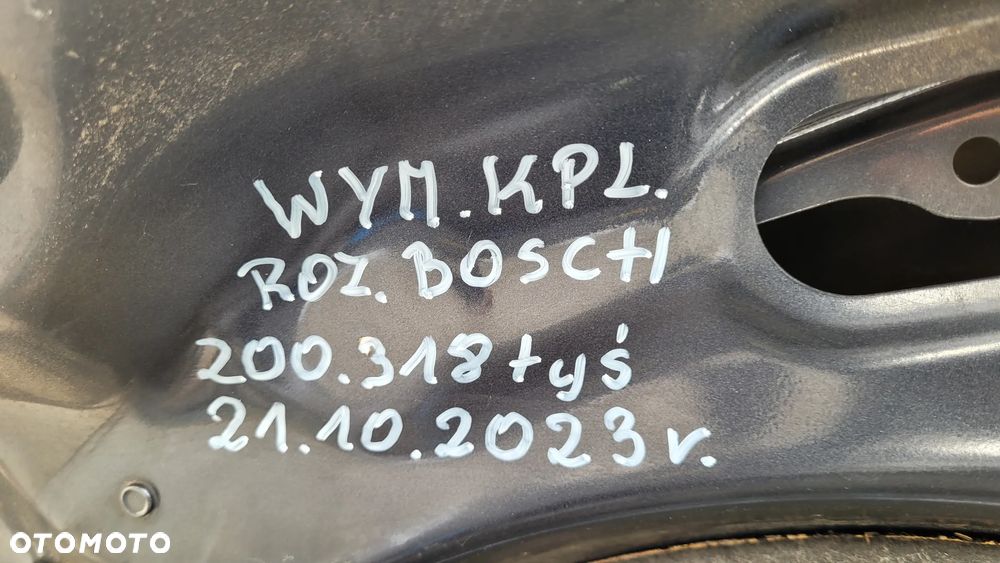 WYM. KPL.
ROZ. BOSCH
200.318 tyś
21.10.2023 r.
OTOMOTO